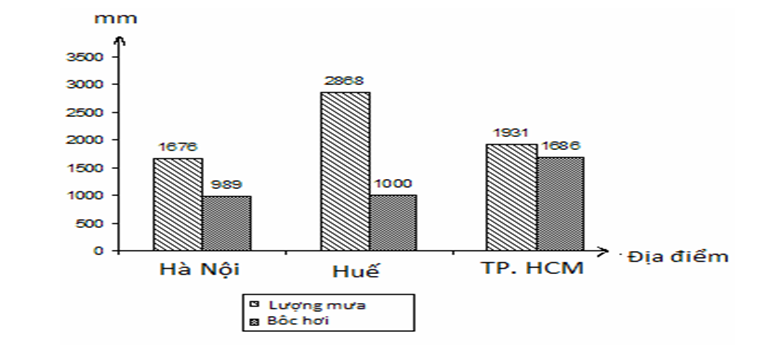 mm
3500
3000
2500
2000
1500
1000
500
0
1676
989
2868
1000
1931
1686
Hà Nội
Huế
TP. HCM
Địa điểm
Lượng mưa
Bôc hơi